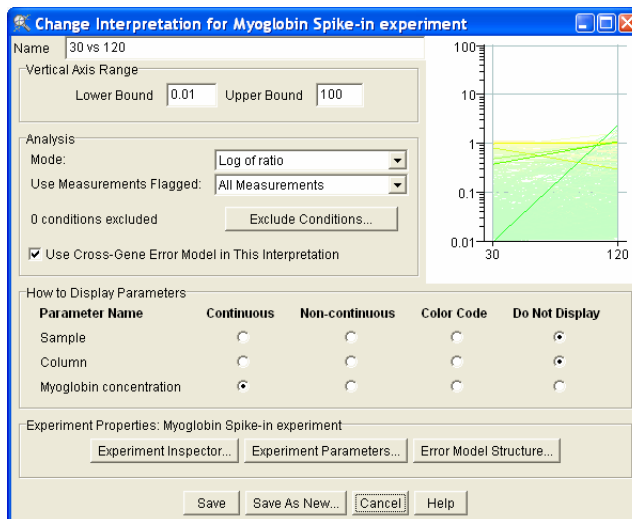 Change Interpretation for Myoglobin Spike-in experiment
Name 30 vs 120
Vertical Axis Range
Lower Bound 0.01 Upper Bound 100
Analysis
Mode: Log of ratio
Use Measurements Flagged: All Measurements
0 conditions excluded Exclude Conditions...
Use Cross-Gene Error Model in This Interpretation
100
10
1
0.1
0.01
30 120
How to Display Parameters
Parameter Name Continuous Non-continuous Color Code Do Not Display
Sample
Column
Myoglobin concentration
Experiment Properties: Myoglobin Spike-in experiment
Experiment Inspector... Experiment Parameters... Error Model Structure...
Save Save As New... Cancel Help